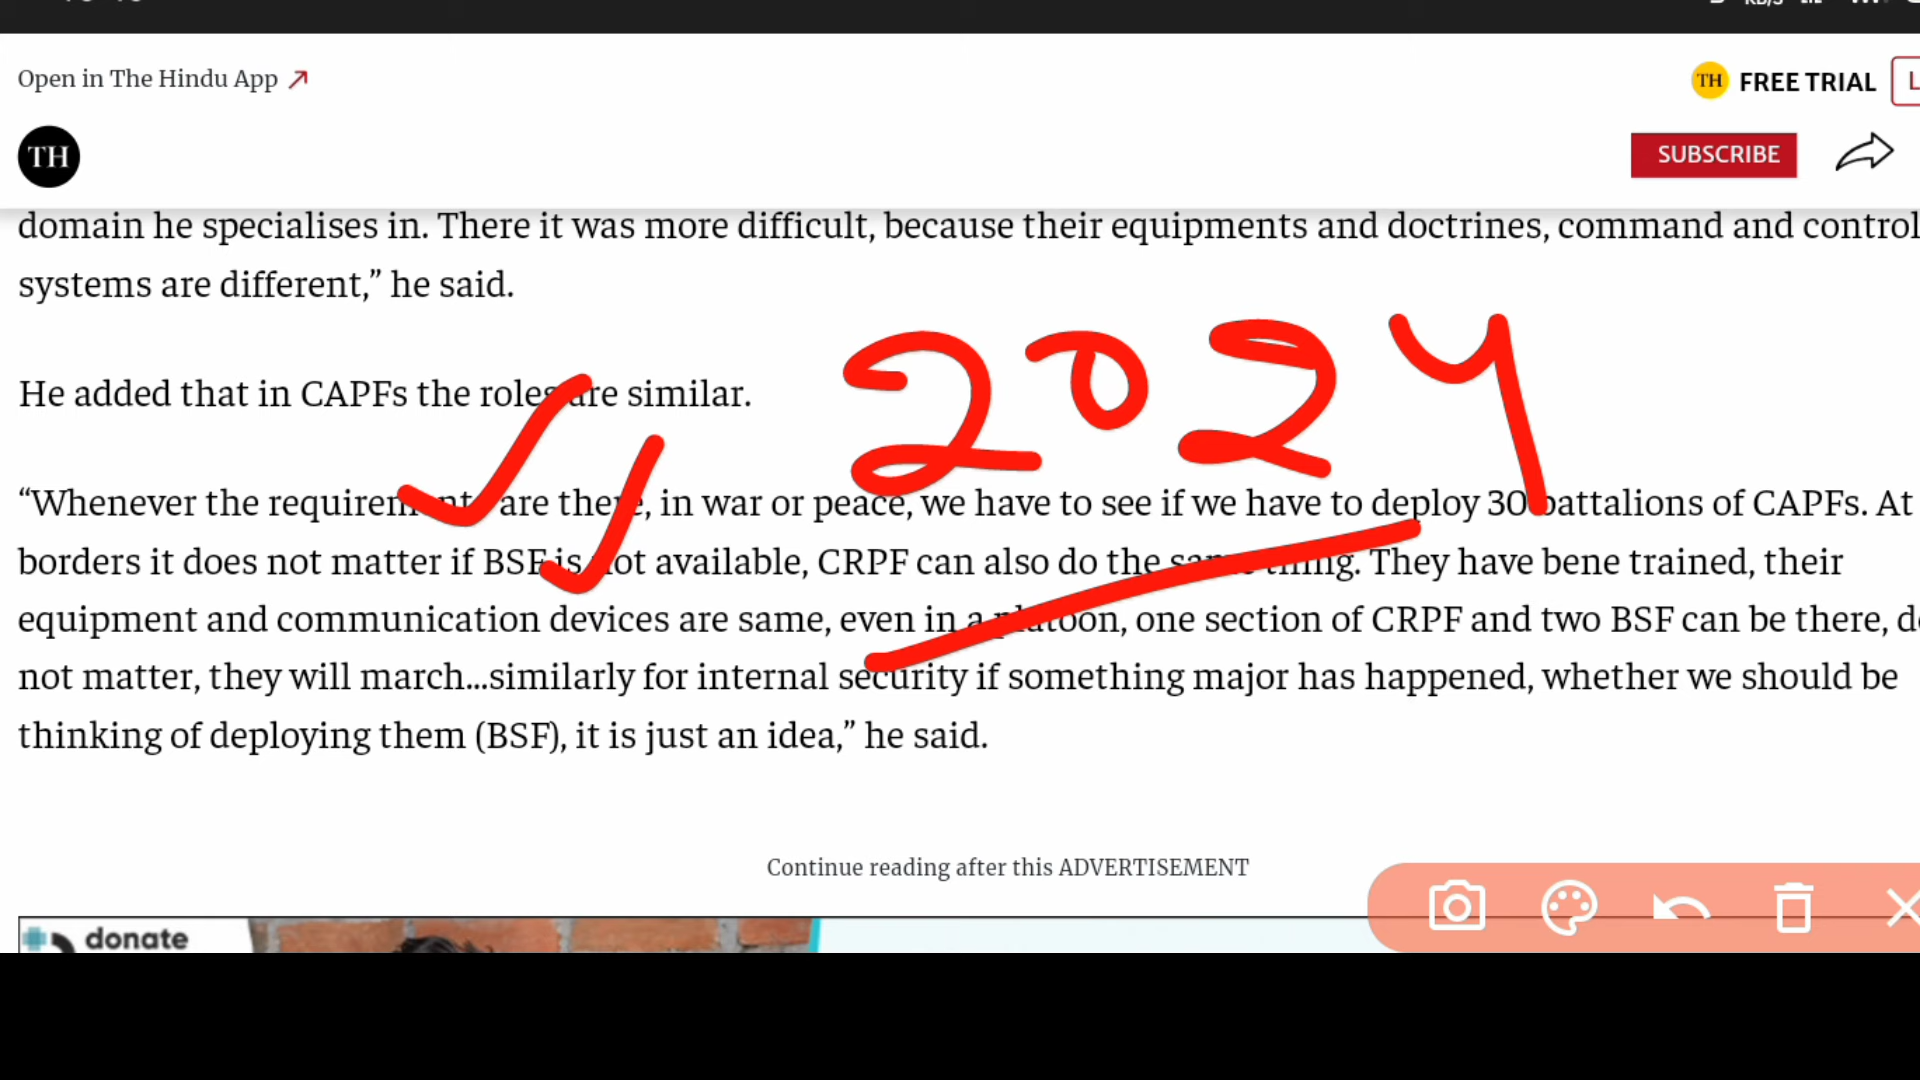 Open in The Hindu App
TH FREE TRIAL
TH
SUBSCRIBE
domain he specialises in. There it was more difficult, because their equipments and doctrines, command and control
systems are different,” he said.
2024
He added that in CAPFs the roles are similar.
“Whenever the requirements are there, in war or peace, we have to see if we have to deploy 30 battalions of CAPFs. At
borders it does not matter if BSF is not available, CRPF can also do the same thing. They have bene trained, their
equipment and communication devices are same, even in a platoon, one section of CRPF and two BSF can be there, d
not matter, they will march...similarly for internal security if something major has happened, whether we should be
thinking of deploying them (BSF), it is just an idea,” he said.
Continue reading after this ADVERTISEMENT
donate